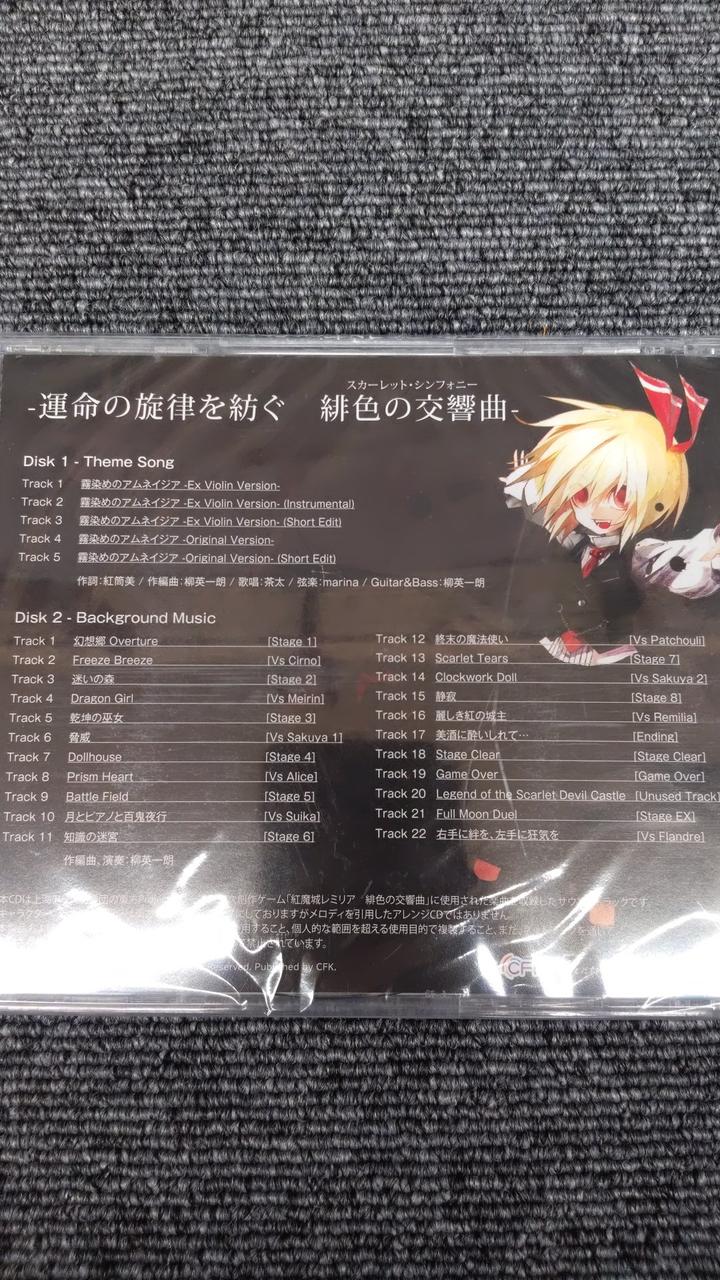 スカーレット・シンフォニー
-運命の旋律を紡ぐ 緋色の交響曲-
Disk 1 - Theme Song
Track 1 霧染めのアムネイジア -Ex Violin Version-
Track 2 霧染めのアムネイジア -Ex Violin Version- (Instrumental)
Track 3 霧染めのアムネイジア -Ex Violin Version- (Short Edit)
Track 4 霧染めのアムネイジア -Original Version-
Track 5 霧染めのアムネイジア -Original Version- (Short Edit)
作詞:紅筒美 / 作編曲:柳英一朗 / 歌唱:茶太 / 弦楽:marina / Guitar&Bass:柳英一朗
Disk 2 - Background Music
Track 1 幻想郷 Overture [Stage 1]
Track 2 Freeze Breeze [Vs Cirno]
Track 3 迷いの森 [Stage 2]
Track 4 Dragon Girl [Vs Meirin]
Track 5 乾坤の巫女 [Stage 3]
Track 6 脅威 [Vs Sakuya 1]
Track 7 Dollhouse [Stage 4]
Track 8 Prism Heart [Vs Alice]
Track 9 Battle Field [Stage 5]
Track 10 月とピアノと百鬼夜行 [Vs Suika]
Track 11 知識の迷宮 [Stage 6]
Track 12 終末の魔法使い [Vs Patchouli]
Track 13 Scarlet Tears [Stage 7]
Track 14 Clockwork Doll [Vs Sakuya 2]
Track 15 静寂 [Stage 8]
Track 16 麗しき紅の城主 [Vs Remilia]
Track 17 美酒に酔いしれて… [Ending]
Track 18 Stage Clear [Stage Clear]
Track 19 Game Over [Game Over]
Track 20 Legend of the Scarlet Devil Castle [Unused Track]
Track 21 Full Moon Duel [Stage EX]
Track 22 右手に絆を、左手に狂気を [Vs Flandre]
作編曲、演奏:柳英一朗
本CDは上海 の東方 次創作ゲーム「紅魔城レミリア 緋色の交響曲」に使用された楽曲を収録したサウンドトラックです。
キャラクター にしておりますがメロディを引用したアレンジCDではありません。
用すること、個人的な範囲を超える使用目的で複製すること、また、
禁止されています。
Reserved. Published by CFK.
CFK